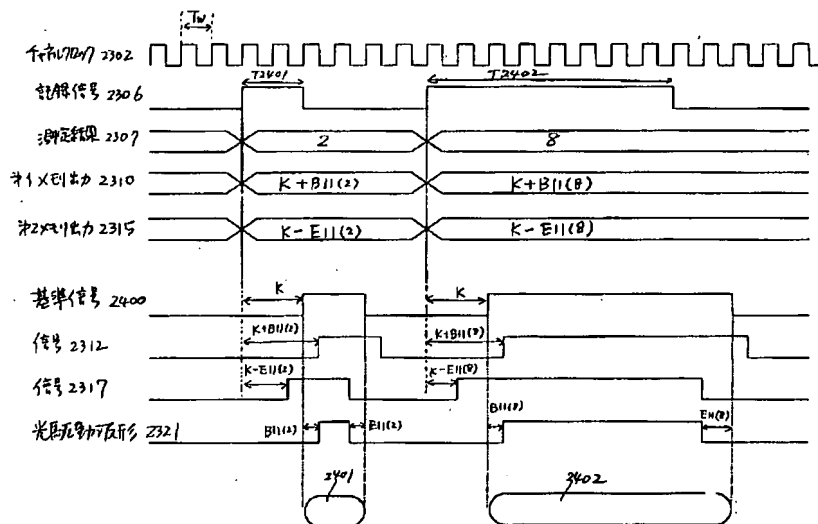 Tw
チャネルクロック 2302
T2401
T2402
記録信号 2306
測定結果 2307
2
8
第1メモリ出力 2310
K+B11(2)
K+B11(8)
第2メモリ出力 2315
K-E11(2)
K-E11(8)
基準信号 2400
K
K
信号 2312
K+B11(2)
K+B11(8)
信号 2317
K-E11(2)
K-E11(8)
光駆動波形 2321
B11(2)
E11(2)
B11(8)
E11(8)
2401
2402